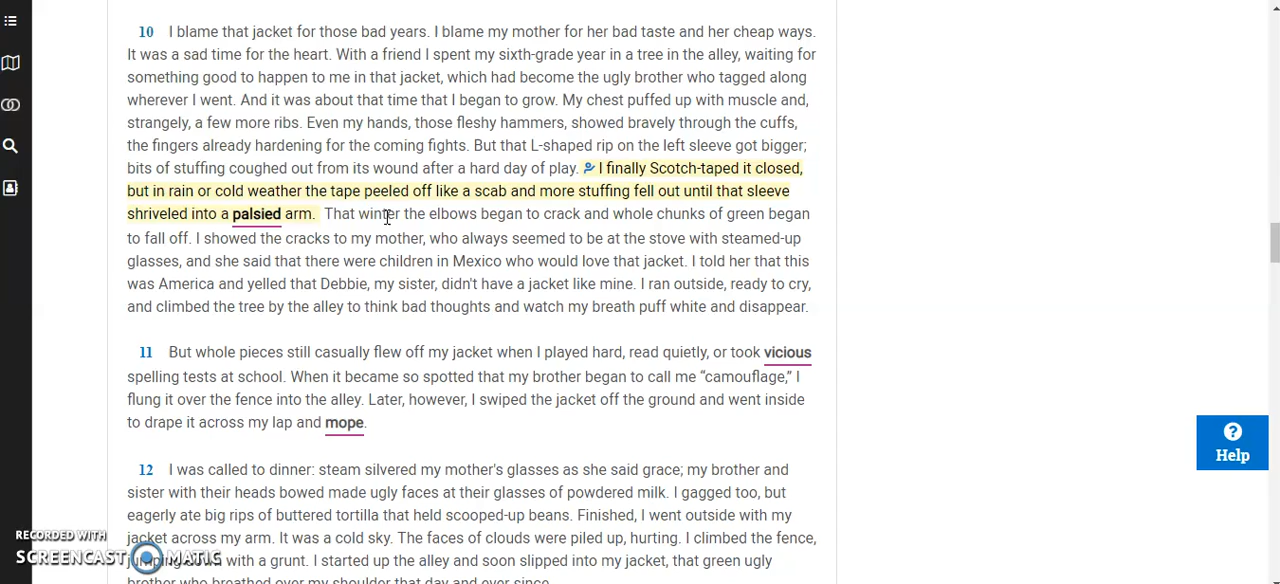 10 I blame that jacket for those bad years. I blame my mother for her bad taste and her cheap ways.
It was a sad time for the heart. With a friend I spent my sixth-grade year in a tree in the alley, waiting for
something good to happen to me in that jacket, which had become the ugly brother who tagged along
wherever I went. And it was about that time that I began to grow. My chest puffed up with muscle and,
strangely, a few more ribs. Even my hands, those fleshy hammers, showed bravely through the cuffs,
the fingers already hardening for the coming fights. But that L-shaped rip on the left sleeve got bigger;
bits of stuffing coughed out from its wound after a hard day of play. I finally Scotch-taped it closed,
but in rain or cold weather the tape peeled off like a scab and more stuffing fell out until that sleeve
shriveled into a palsied arm. That winter the elbows began to crack and whole chunks of green began
to fall off. I showed the cracks to my mother, who always seemed to be at the stove with steamed-up
glasses, and she said that there were children in Mexico who would love that jacket. I told her that this
was America and yelled that Debbie, my sister, didn't have a jacket like mine. I ran outside, ready to cry,
and climbed the tree by the alley to think bad thoughts and watch my breath puff white and disappear.
11 But whole pieces still casually flew off my jacket when I played hard, read quietly, or took vicious
spelling tests at school. When it became so spotted that my brother began to call me “camouflage,” I
flung it over the fence into the alley. Later, however, I swiped the jacket off the ground and went inside
to drape it across my lap and mope.
Help
12 I was called to dinner: steam silvered my mother's glasses as she said grace; my brother and
sister with their heads bowed made ugly faces at their glasses of powdered milk. I gagged too, but
eagerly ate big rips of buttered tortilla that held scooped-up beans. Finished, I went outside with my
jacket across my arm. It was a cold sky. The faces of clouds were piled up, hurting. I climbed the fence,
jumping down with a grunt. I started up the alley and soon slipped into my jacket, that green ugly
brother who breathed over my shoulder that day and ever since.
RECORDED WITH
SCREENCAST MATIC